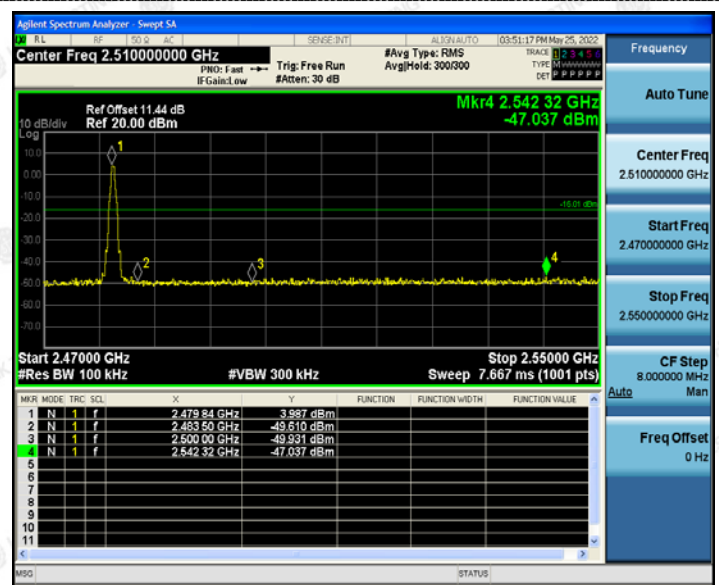 Agilent Spectrum Analyzer - Swept SA
RL RF 50 Ω AC SENSE:INT ALIGNAUTO 03:51:17 PM May 25, 2022
Center Freq 2.510000000 GHz
PNO: Fast
IFGain:Low
Trig: Free Run
#Atten: 30 dB
#Avg Type: RMS
Avg|Hold: 300/300
TRACE 1 2 3 4 5 6
TYPE M
DET P P P P P P
Frequency
Auto Tune
Center Freq
2.510000000 GHz
Start Freq
2.470000000 GHz
Stop Freq
2.550000000 GHz
CF Step
8.000000 MHz
Auto Man
Freq Offset
0 Hz
Mkr4 2.542 32 GHz
-47.037 dBm
Ref Offset 11.44 dB
10 dB/div Ref 20.00 dBm
Log
10.0
0.00
-10.0
-20.0
-30.0
-40.0
-50.0
-60.0
-70.0
1
2
3
4
-16.01 dBm
Start 2.47000 GHz Stop 2.55000 GHz
#Res BW 100 kHz #VBW 300 kHz Sweep 7.667 ms (1001 pts)
MKR MODE TRC SCL X Y FUNCTION FUNCTION WIDTH FUNCTION VALUE
1 N 1 f 2.479 84 GHz 3.987 dBm
2 N 1 f 2.483 50 GHz -49.610 dBm
3 N 1 f 2.500 00 GHz -49.931 dBm
4 N 1 f 2.542 32 GHz -47.037 dBm
5
6
7
8
9
10
11
MSG STATUS